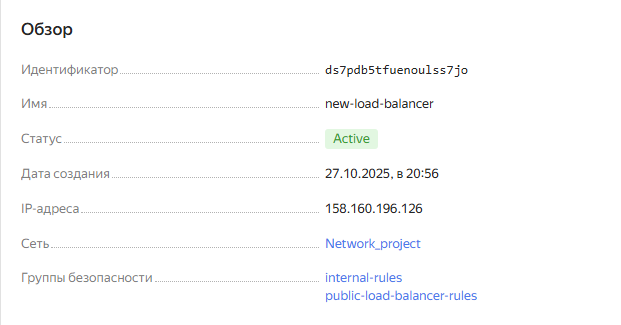 Обзор
Идентификатор ds7pdb5tfuenoulss7jo
Имя new-load-balancer
Статус Active
Дата создания 27.10.2025, в 20:56
IP-адреса 158.160.196.126
Сеть Network_project
Группы безопасности internal-rules
public-load-balancer-rules